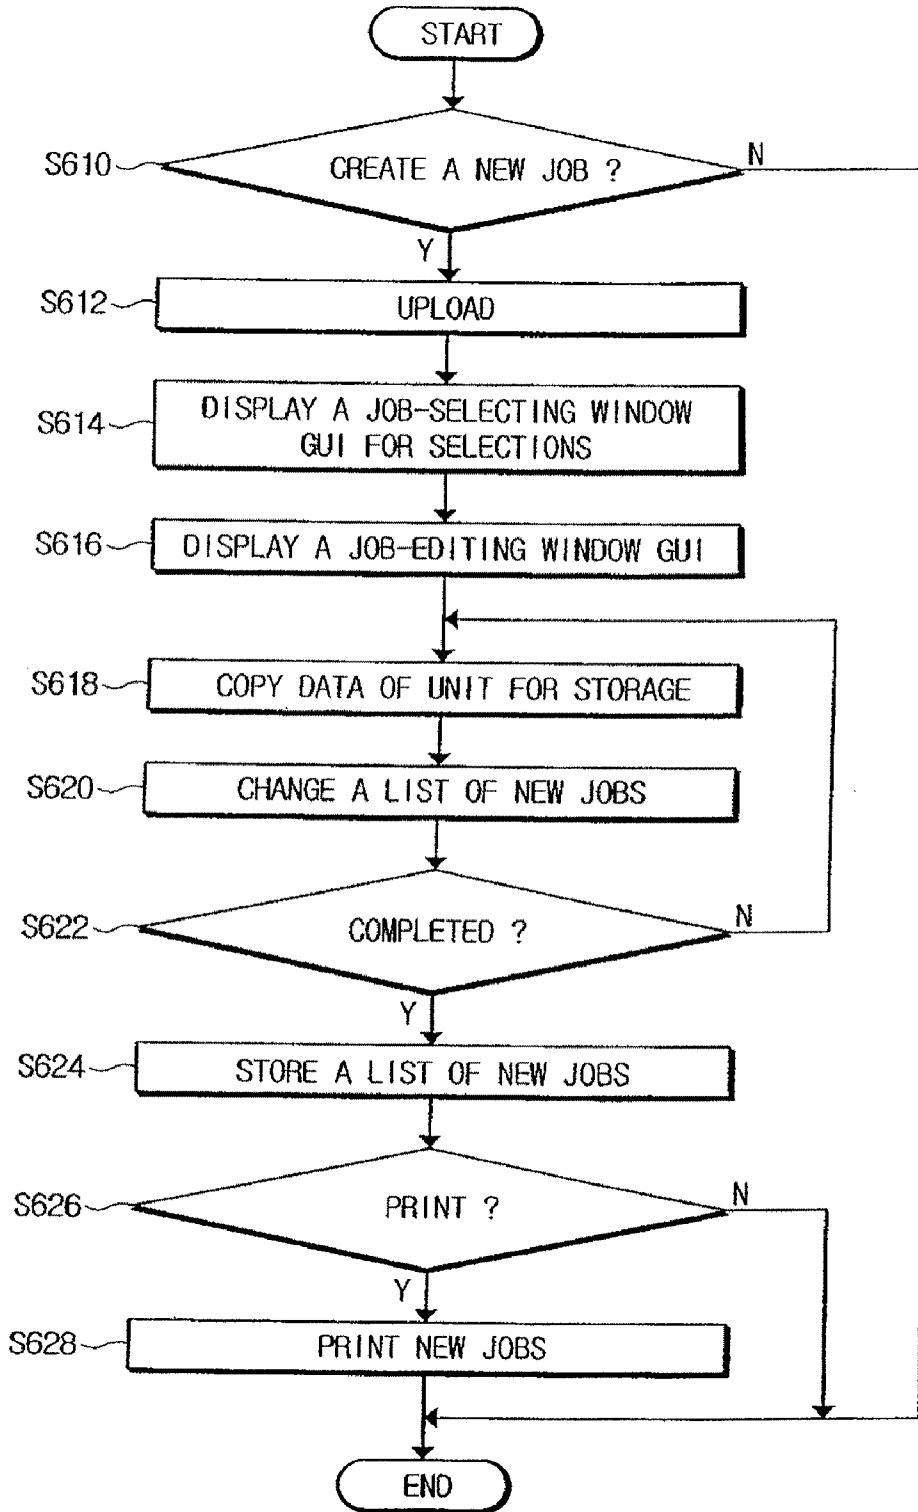 START
S610
CREATE A NEW JOB ?
N
Y
S612
UPLOAD
S614
DISPLAY A JOB-SELECTING WINDOW
GUI FOR SELECTIONS
S616
DISPLAY A JOB-EDITING WINDOW GUI
S618
COPY DATA OF UNIT FOR STORAGE
S620
CHANGE A LIST OF NEW JOBS
S622
COMPLETED ?
N
Y
S624
STORE A LIST OF NEW JOBS
S626
PRINT ?
N
Y
S628
PRINT NEW JOBS
END